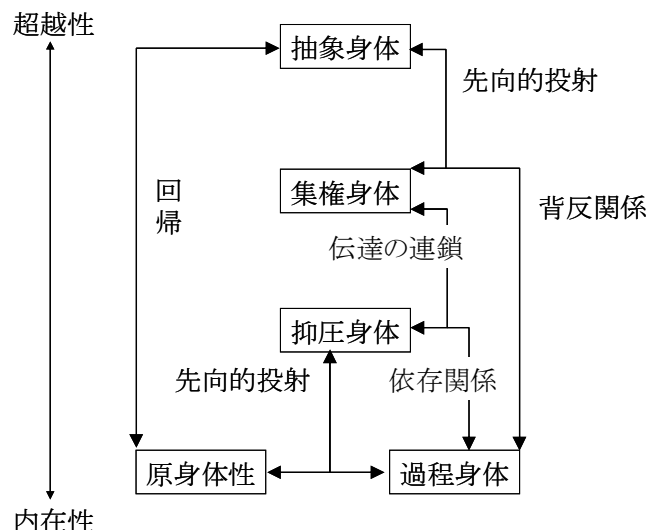 超越性
抽象身体
先向的投射
回帰
集権身体
背反関係
伝達の連鎖
抑圧身体
先向的投射
依存関係
原身体性
過程身体
内在性